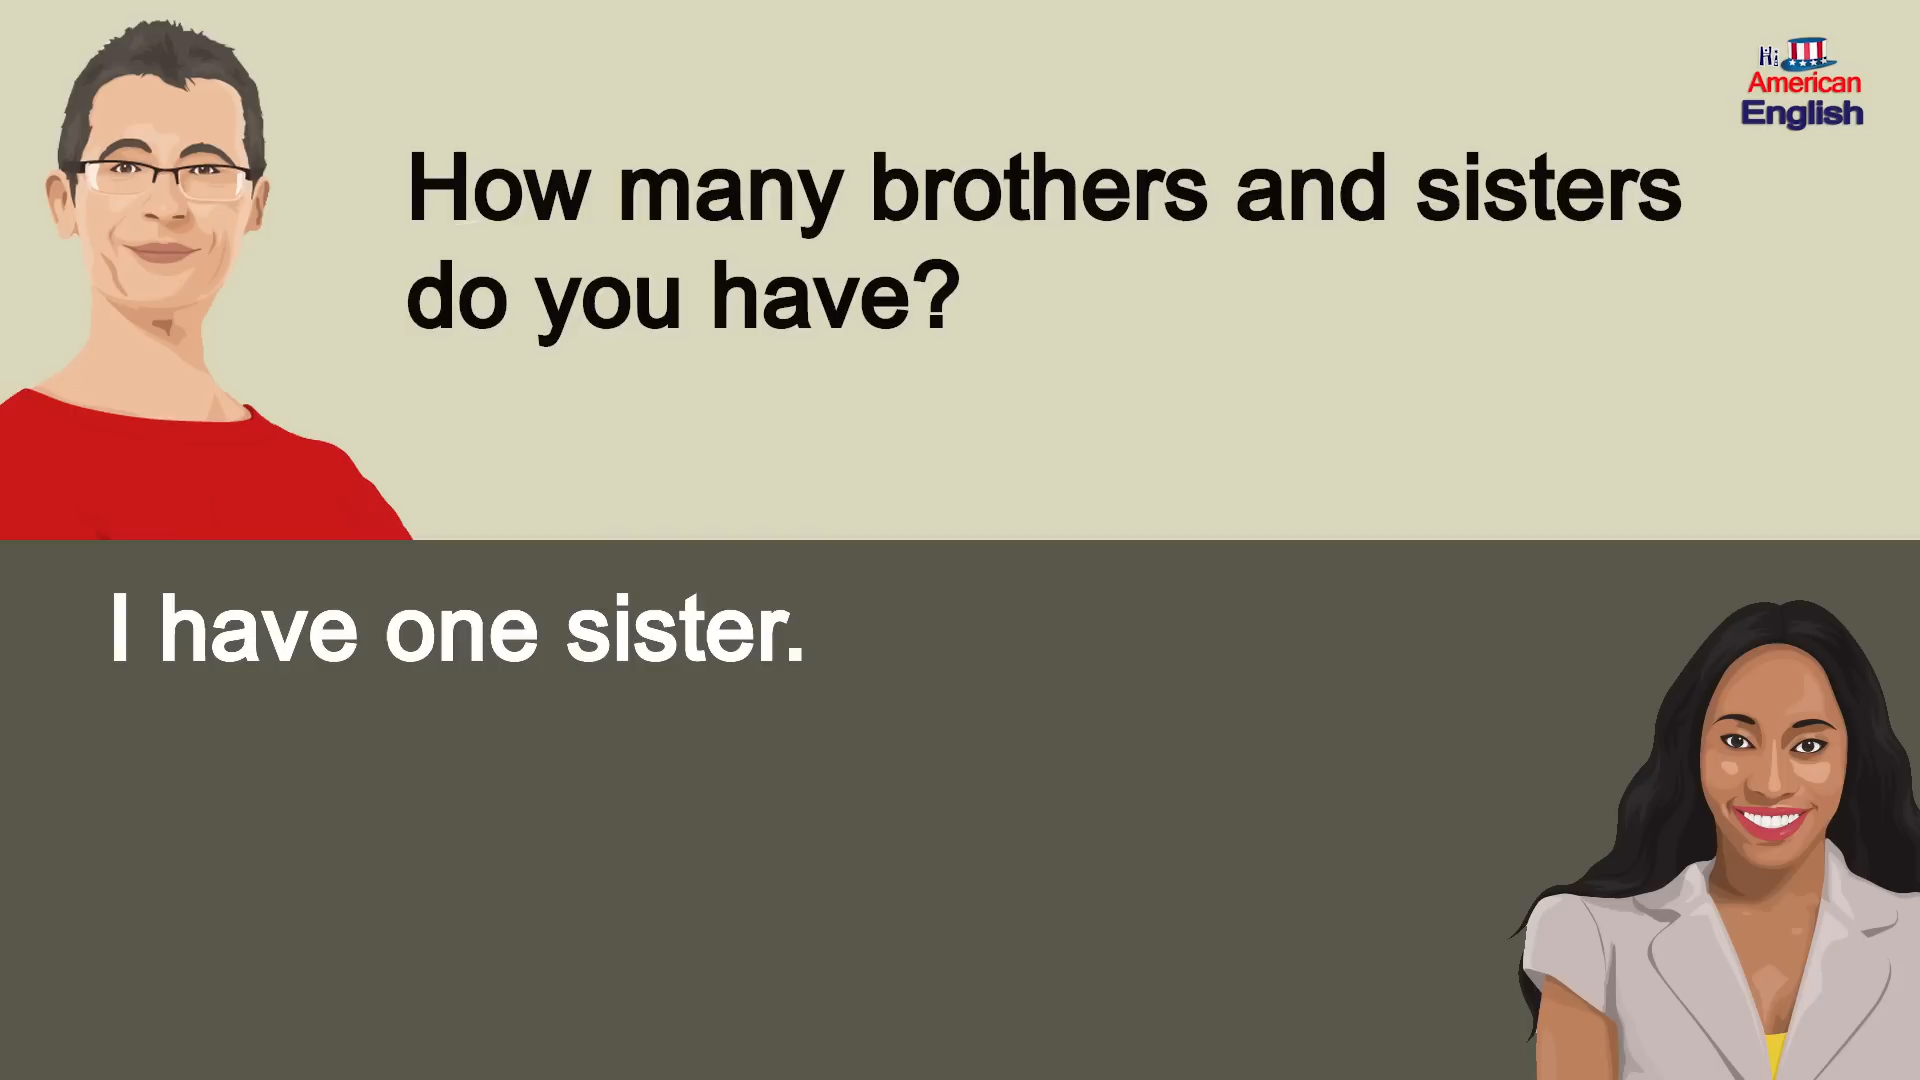 Hi
American
English
How many brothers and sisters
do you have?
I have one sister.